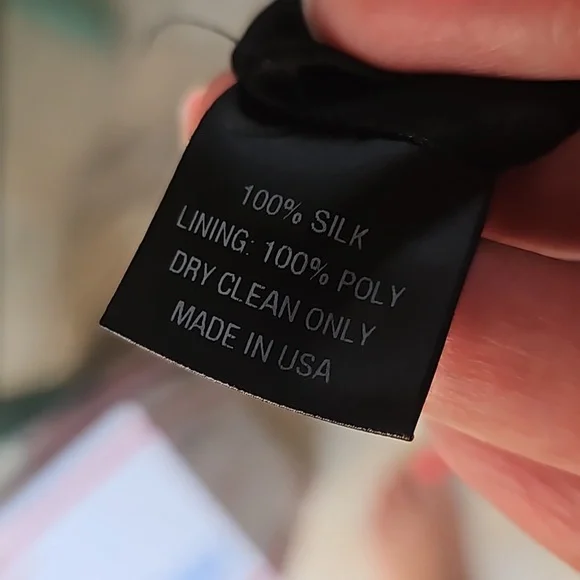 100% SILK
LINING: 100% POLY
DRY CLEAN ONLY
MADE IN USA